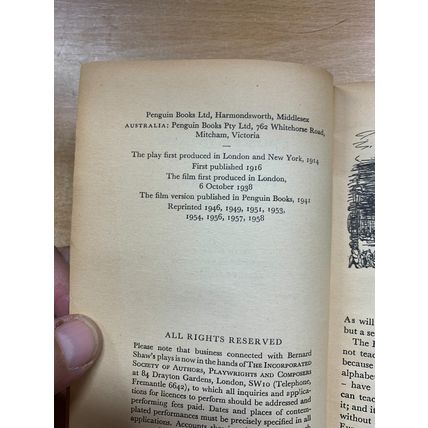 Penguin Books Ltd, Harmondsworth, Middlesex
AUSTRALIA: Penguin Books Pty Ltd, 762 Whitehorse Road,
Mitcham, Victoria
—
The play first produced in London and New York, 1914
First published 1916
The film first produced in London,
6 October 1938
The film version published in Penguin Books, 1941
Reprinted 1946, 1949, 1951, 1953,
1954, 1956, 1957, 1958
ALL RIGHTS RESERVED
Please note that business connected with Bernard
Shaw's plays is now in the hands of THE INCORPORATED
SOCIETY OF AUTHORS, PLAYWRIGHTS AND COMPOSERS
at 84 Drayton Gardens, London, SW10 (Telephone,
Fremantle 6642), to which all inquiries and applica-
tions for licences to perform should be addressed and
performing fees paid. Dates and places of contem-
plated performances must be precisely specified in all
applications. Accounts should
As will
but a se
The
not teac
because
alphabe
– have
can tea
it; and it
without